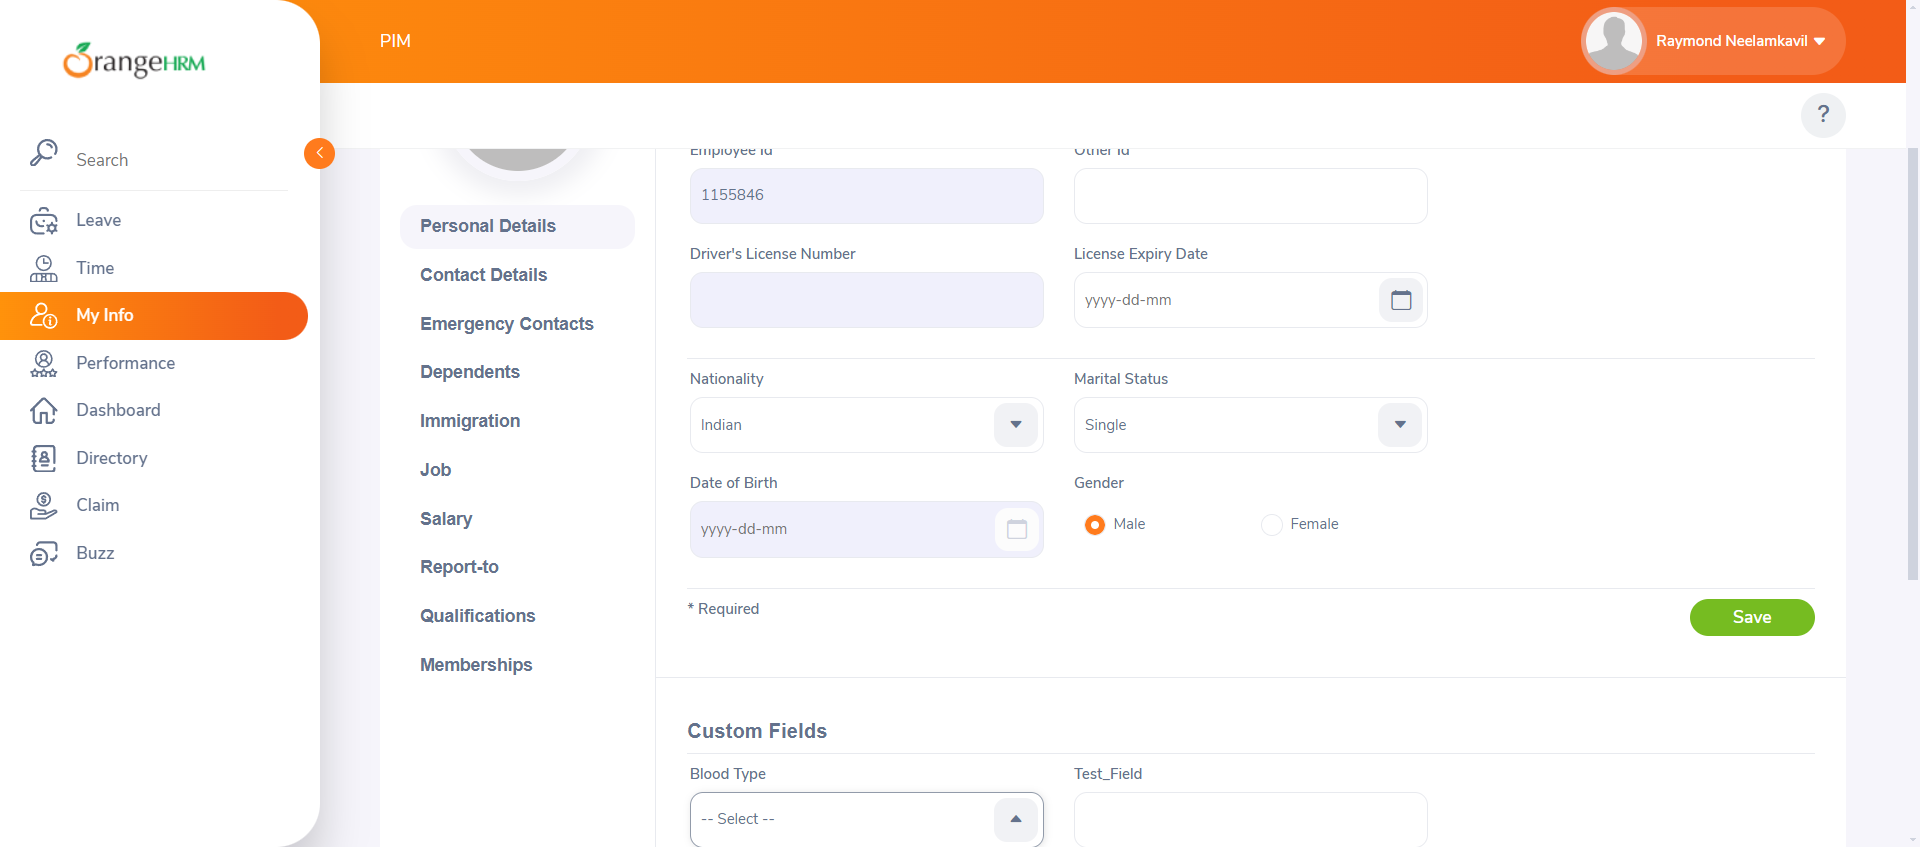 OrangeHRM
PIM
Raymond Neelamkavil
?
Search
Leave
Time
My Info
Performance
Dashboard
Directory
Claim
Buzz
Personal Details
Contact Details
Emergency Contacts
Dependents
Immigration
Job
Salary
Report-to
Qualifications
Memberships
Employee Id
Other Id
1155846
Driver's License Number
License Expiry Date
yyyy-dd-mm
Nationality
Marital Status
Indian
Single
Date of Birth
Gender
yyyy-dd-mm
Male
Female
* Required
Save
Custom Fields
Blood Type
Test_Field
-- Select --